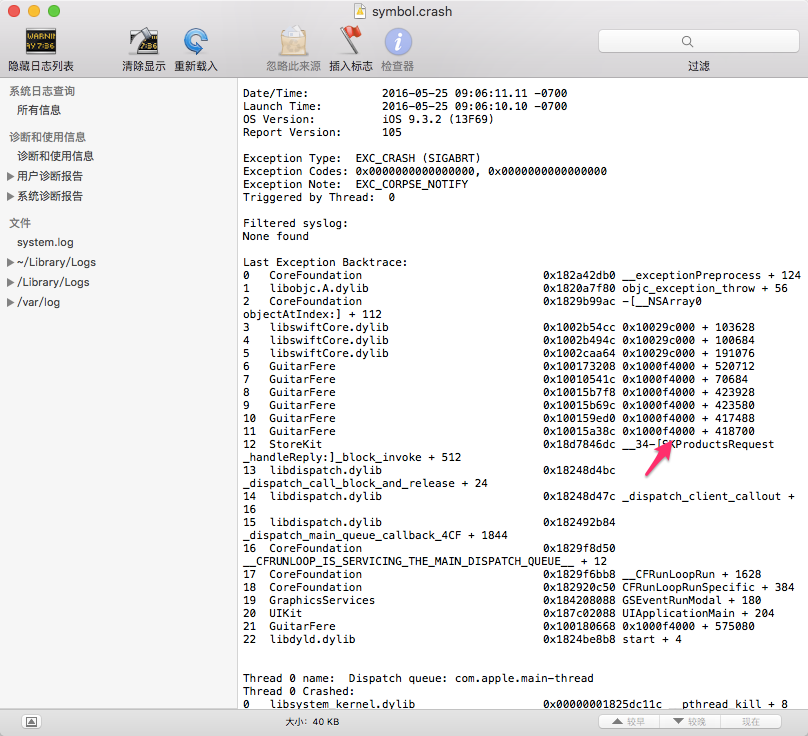 symbol.crash
WARNIN
AY 7:36
7:36
隐藏日志列表
清除显示
重新载入
忽略此来源
插入标志
检查器
过滤
系统日志查询
所有信息
诊断和使用信息
诊断和使用信息
用户诊断报告
系统诊断报告
文件
system.log
~/Library/Logs
/Library/Logs
/var/log
Date/Time: 2016-05-25 09:06:11.11 -0700
Launch Time: 2016-05-25 09:06:10.10 -0700
OS Version: iOS 9.3.2 (13F69)
Report Version: 105
Exception Type: EXC_CRASH (SIGABRT)
Exception Codes: 0x0000000000000000, 0x0000000000000000
Exception Note: EXC_CORPSE_NOTIFY
Triggered by Thread: 0
Filtered syslog:
None found
Last Exception Backtrace:
0 CoreFoundation 0x182a42db0 __exceptionPreprocess + 124
1 libobjc.A.dylib 0x1820a7f80 objc_exception_throw + 56
2 CoreFoundation 0x1829b99ac -[__NSArray0
objectAtIndex:] + 112
3 libswiftCore.dylib 0x1002b54cc 0x10029c000 + 103628
4 libswiftCore.dylib 0x1002b494c 0x10029c000 + 100684
5 libswiftCore.dylib 0x1002caa64 0x10029c000 + 191076
6 GuitarFere 0x100173208 0x1000f4000 + 520712
7 GuitarFere 0x10010541c 0x1000f4000 + 70684
8 GuitarFere 0x10015b7f8 0x1000f4000 + 423928
9 GuitarFere 0x10015b69c 0x1000f4000 + 423580
10 GuitarFere 0x100159ed0 0x1000f4000 + 417488
11 GuitarFere 0x10015a38c 0x1000f4000 + 418700
12 StoreKit 0x18d7846dc __34-[SKProductsRequest
_handleReply:]_block_invoke + 512
13 libdispatch.dylib 0x18248d4bc
_dispatch_call_block_and_release + 24
14 libdispatch.dylib 0x18248d47c _dispatch_client_callout +
16
15 libdispatch.dylib 0x182492b84
_dispatch_main_queue_callback_4CF + 1844
16 CoreFoundation 0x1829f8d50
__CFRUNLOOP_IS_SERVICING_THE_MAIN_DISPATCH_QUEUE__ + 12
17 CoreFoundation 0x1829f6bb8 __CFRunLoopRun + 1628
18 CoreFoundation 0x182920c50 CFRunLoopRunSpecific + 384
19 GraphicsServices 0x184208088 GSEventRunModal + 180
20 UIKit 0x187c02088 UIApplicationMain + 204
21 GuitarFere 0x100180668 0x1000f4000 + 575080
22 libdyld.dylib 0x1824be8b8 start + 4
Thread 0 name: Dispatch queue: com.apple.main-thread
Thread 0 Crashed:
0 libsystem_kernel.dylib 0x00000001825dc11c __pthread_kill + 8
大小：40 KB
较早
较晚
现在